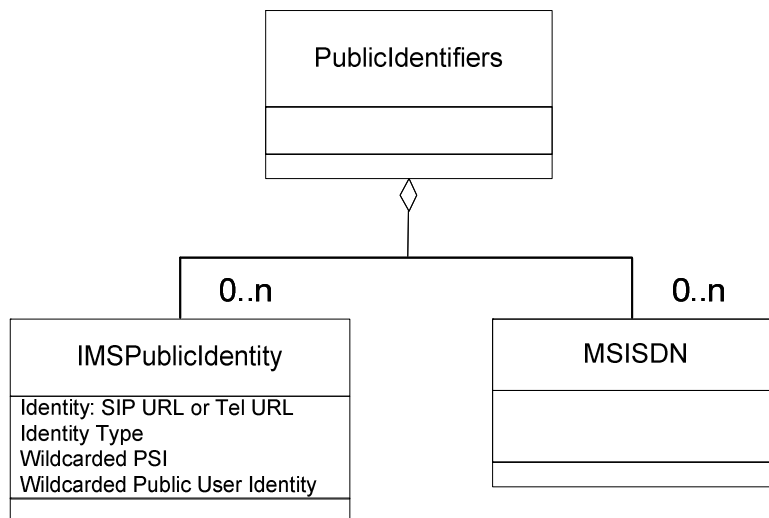 PublicIdentifiers
0..n
0..n
IMSPublicIdentity
MSISDN
Identity: SIP URL or Tel URL
Identity Type
Wildcarded PSI
Wildcarded Public User Identity